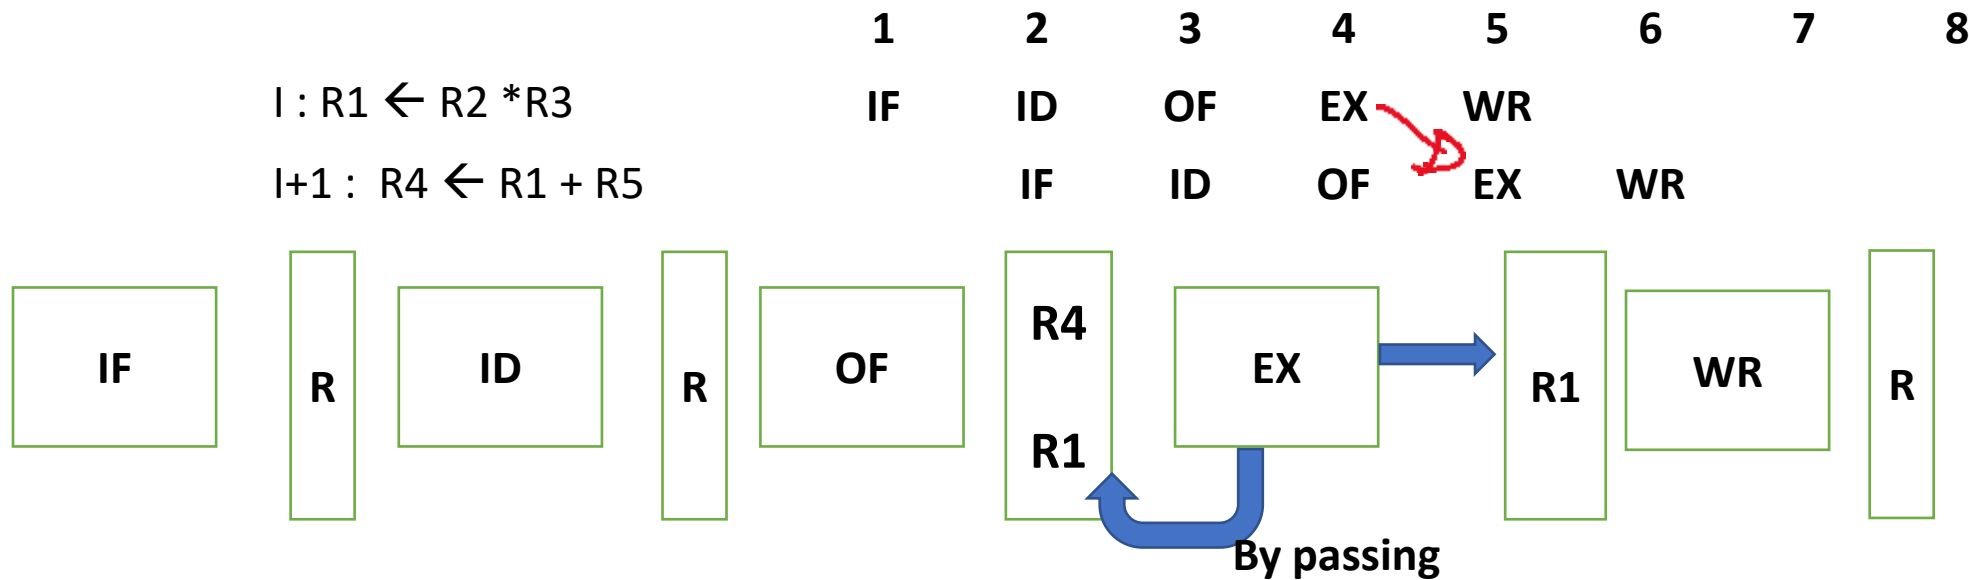 1 2 3 4 5 6 7 8
I : R1 ← R2 *R3 IF ID OF EX WR
I+1 : R4 ← R1 + R5 IF ID OF EX WR
IF R ID R OF R4 EX R1 WR R
R1
By passing